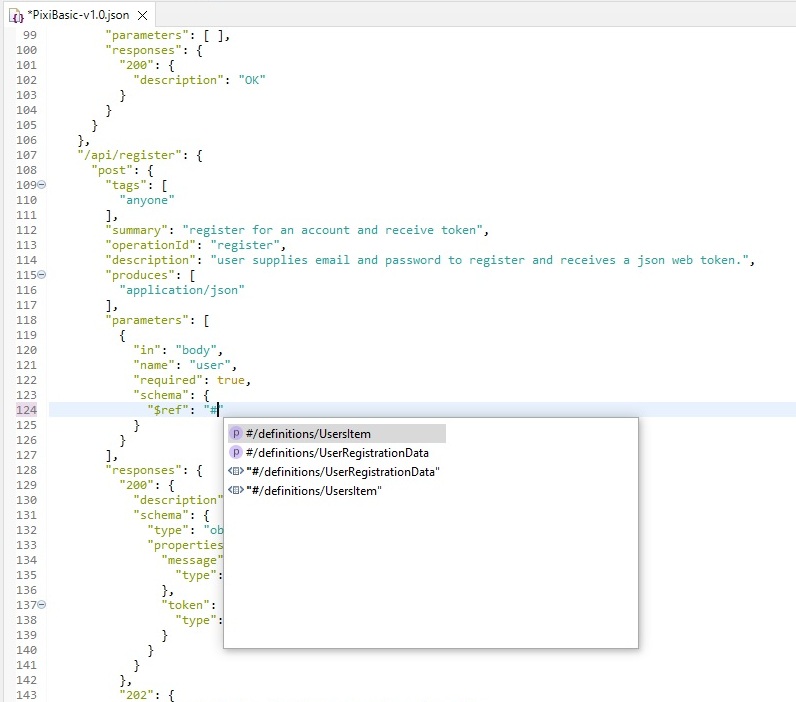 *PixiBasic-v1.0.json
99 "parameters": [ ],
100 "responses": {
101 "200": {
102 "description": "OK"
103 }
104 }
105 }
106 },
107 "/api/register": {
108 "post": {
109 "tags": [
110 "anyone"
111 ],
112 "summary": "register for an account and receive token",
113 "operationId": "register",
114 "description": "user supplies email and password to register and receives a json web token.",
115 "produces": [
116 "application/json"
117 ],
118 "parameters": [
119 {
120 "in": "body",
121 "name": "user",
122 "required": true,
123 "schema": {
124 "$ref": "#"
125 }
126 }
127 ],
128 "responses": {
129 "200": {
130 "description"
131 "schema": {
132 "type": "ob
133 "properties
134 "message"
135 "type":
136 },
137 "token":
138 "type":
139 }
140 }
141 }
142 },
143 "202": {
p #/definitions/UsersItem
p #/definitions/UserRegistrationData
"#/definitions/UserRegistrationData"
"#/definitions/UsersItem"